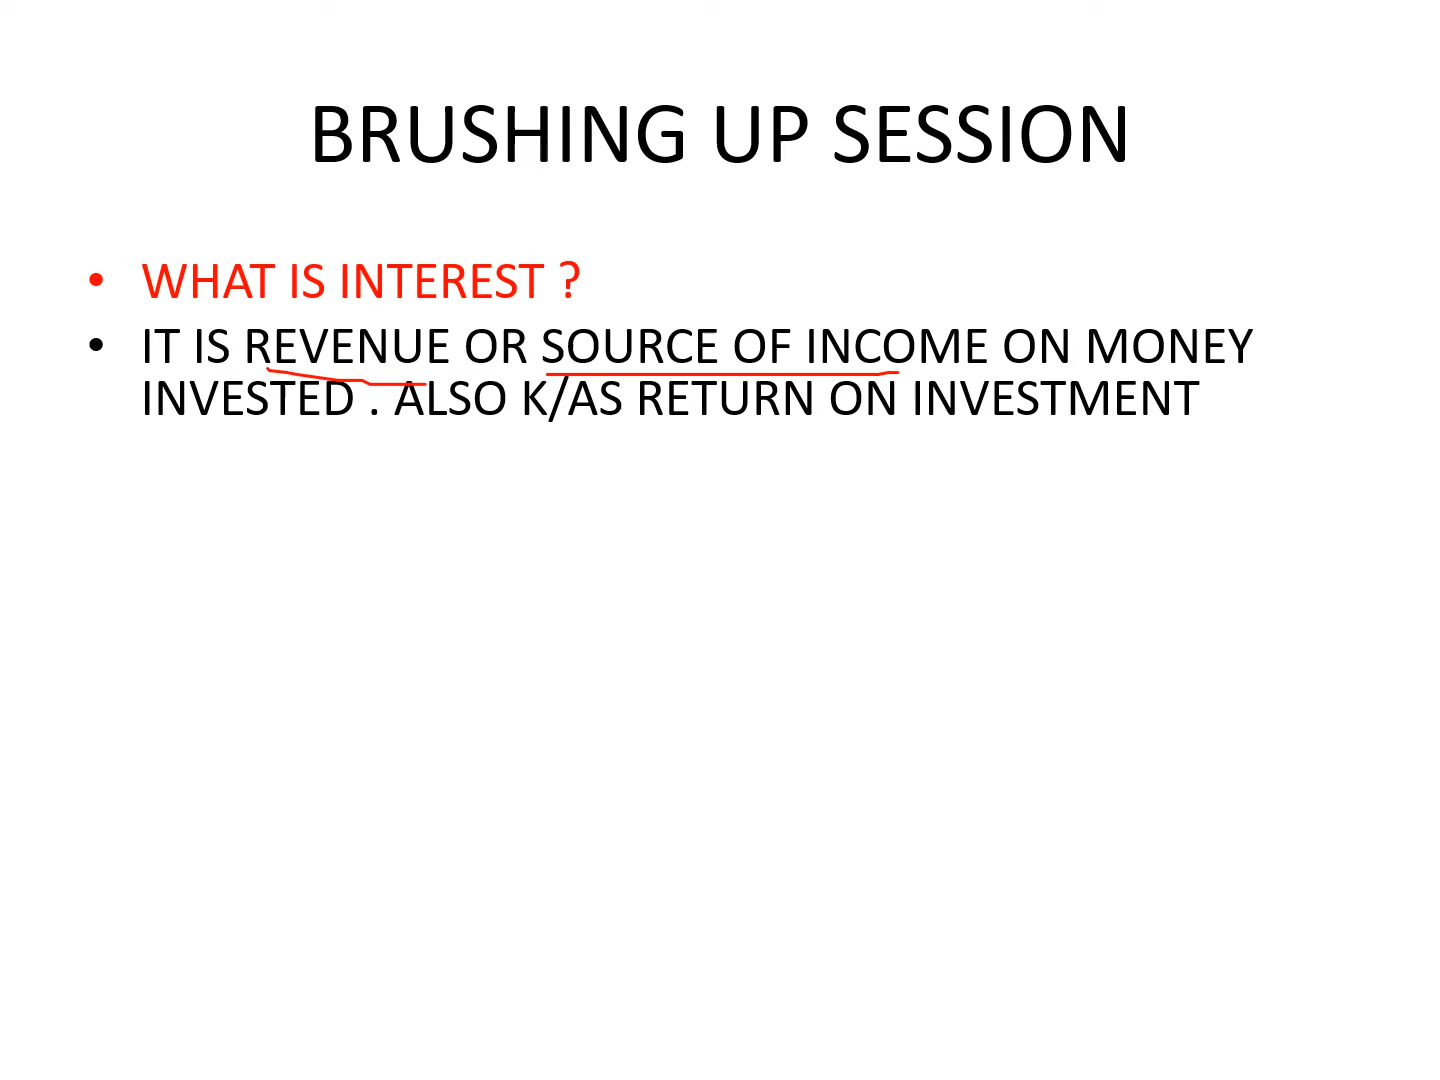 BRUSHING UP SESSION
• WHAT IS INTEREST ?
• IT IS REVENUE OR SOURCE OF INCOME ON MONEY
INVESTED . ALSO K/AS RETURN ON INVESTMENT